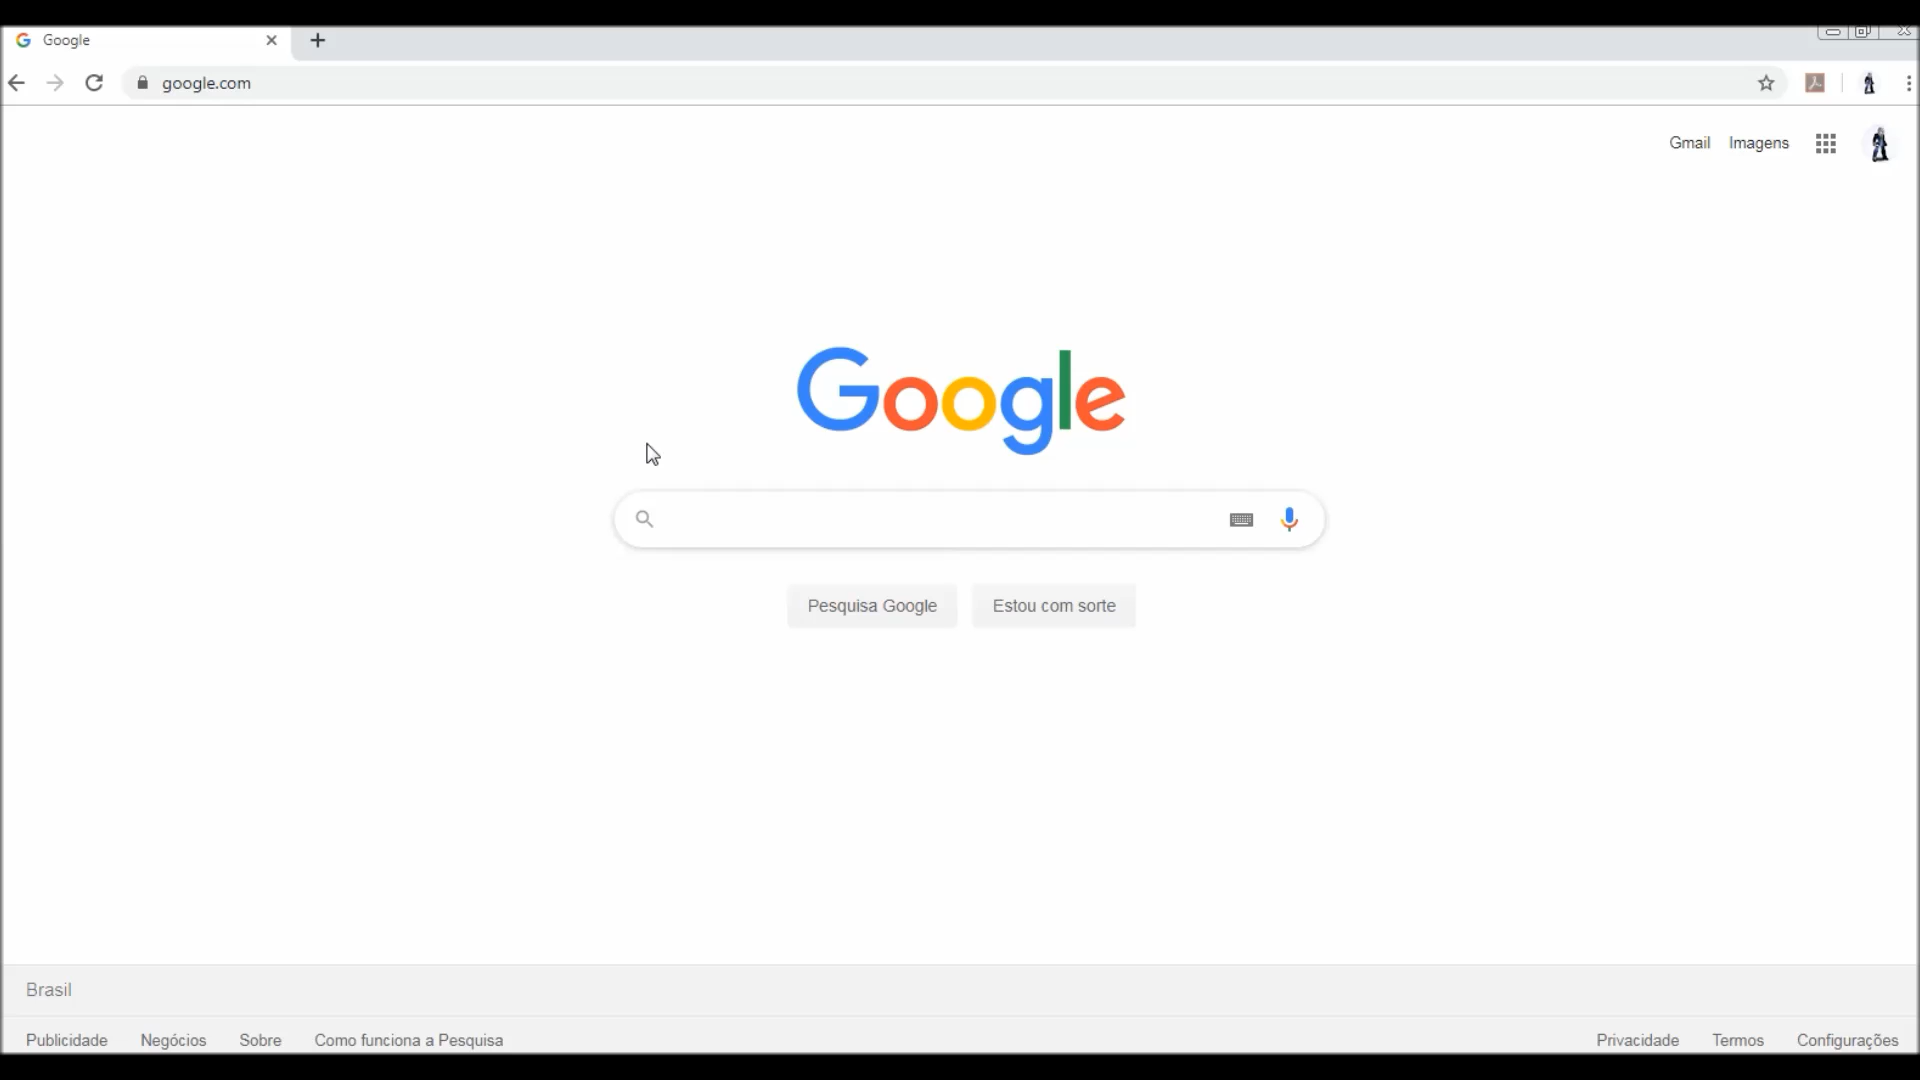 Google
google.com
Gmail Imagens
Google
Pesquisa Google Estou com sorte
Brasil
Publicidade Negócios Sobre Como funciona a Pesquisa Privacidade Termos Configurações